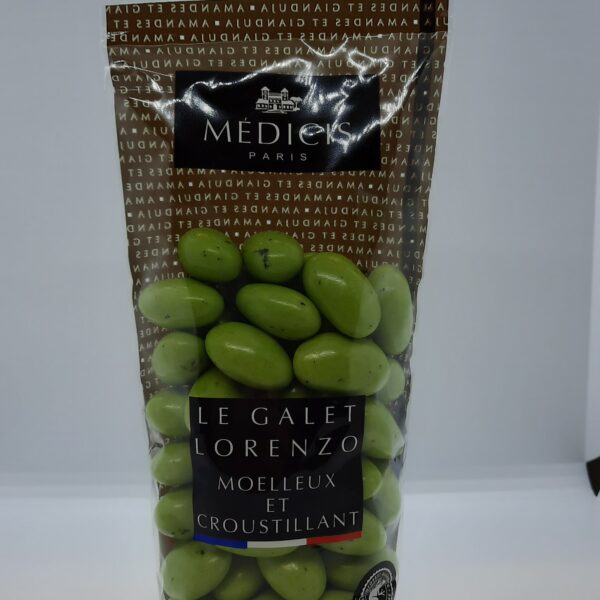 MÉDICIS
PARIS
LE GALET
LORENZO
MOELLEUX
ET
CROUSTILLANT
AMANDES ET GIANDUJA